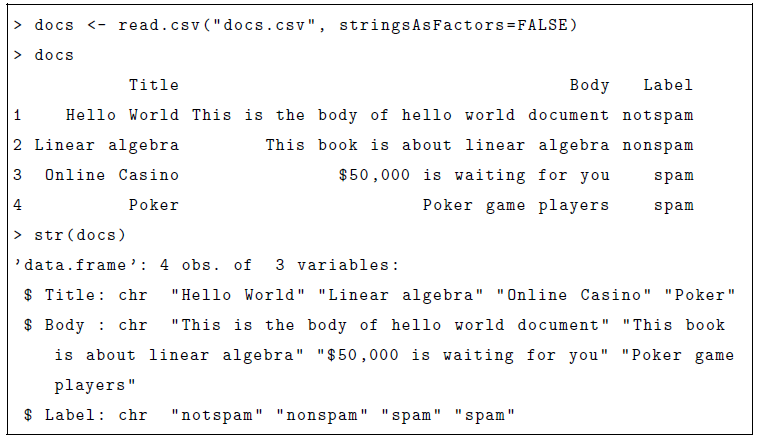 > docs <- read.csv("docs.csv", stringsAsFactors=FALSE)
> docs
Title Body Label
1 Hello World This is the body of hello world document notspam
2 Linear algebra This book is about linear algebra nonspam
3 Online Casino $50,000 is waiting for you spam
4 Poker Poker game players spam
> str(docs)
’data.frame’: 4 obs. of 3 variables:
$ Title: chr "Hello World" "Linear algebra" "Online Casino" "Poker"
$ Body : chr "This is the body of hello world document" "This book
is about linear algebra" "$50,000 is waiting for you" "Poker game
players"
$ Label: chr "notspam" "nonspam" "spam" "spam"